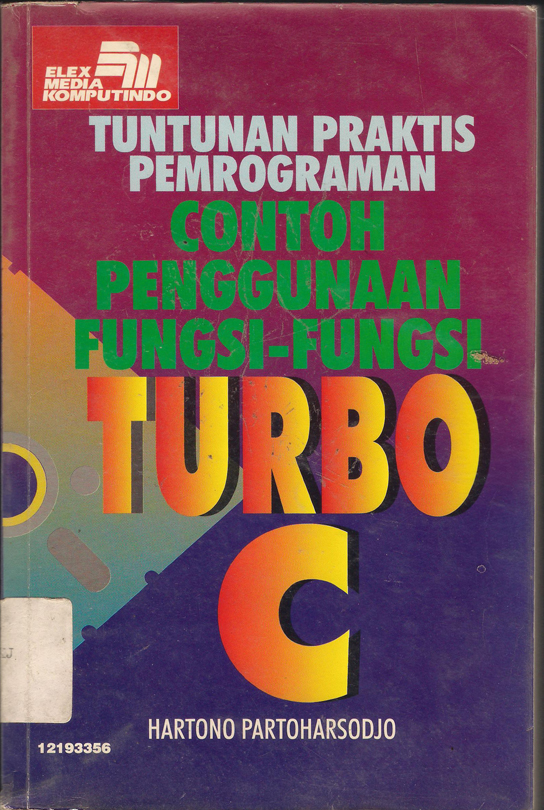 ELEX
MEDIA
KOMPUTINDO
TUNTUNAN PRAKTIS
PEMROGRAMAN
CONTOH
PENGGUNAAN
FUNGSI-FUNGSI
TURBO
C
HARTONO PARTOHARSODJO
12193356